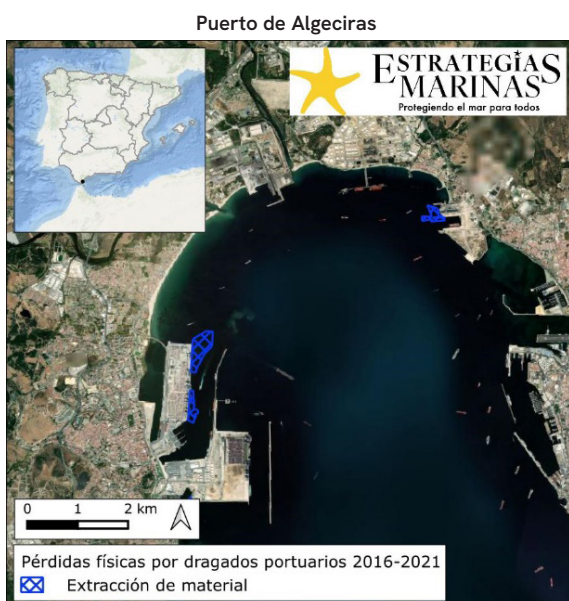 Puerto de Algeciras
ESTRATEGIAS
MARINAS
Protegiendo el mar para todos
0 1 2 km
Pérdidas físicas por dragados portuarios 2016-2021
Extracción de material